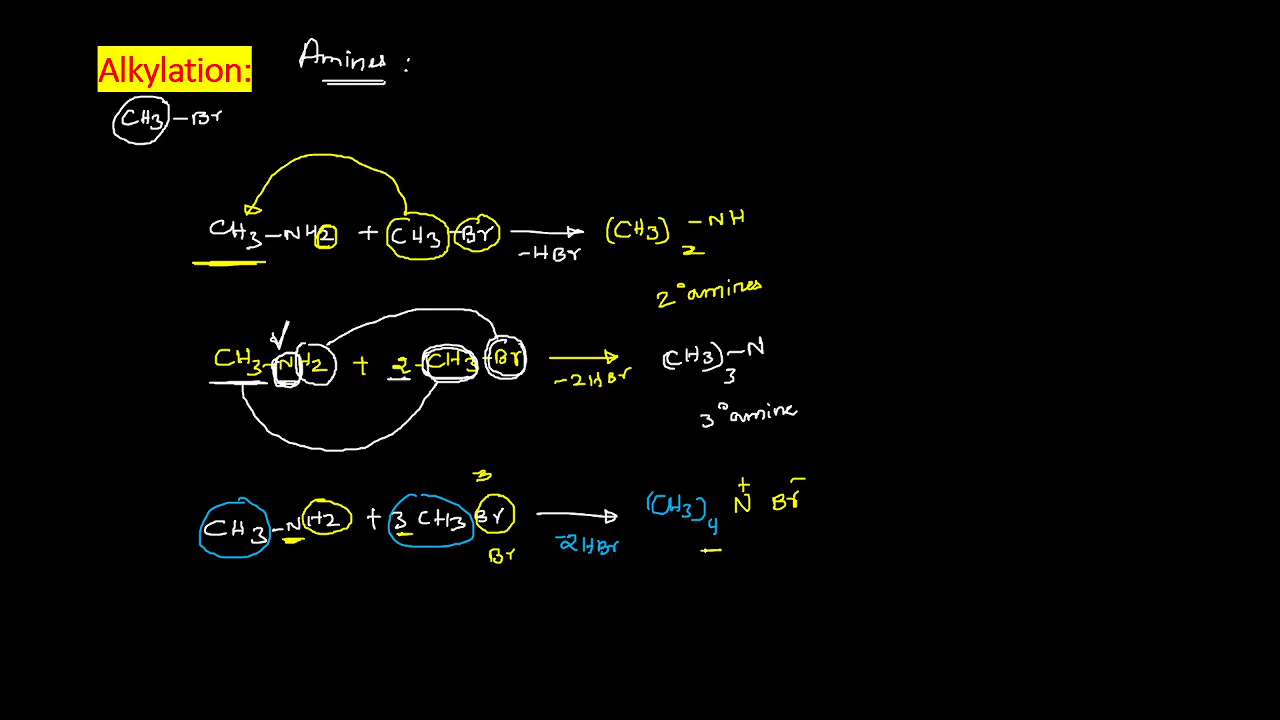 Alkylation: Amines :
CH3 - Br
CH3 - NH2 + CH3 - Br → (CH3)2 - NH
- HBr
2° amines
CH3 - NH2 + 2 - CH3 - Br → (CH3)3 - N
- 2HBr
3° amine
3
CH3 - NH2 + 3 CH3 Br → (CH3)4 N+ Br-
-2HBr
Br